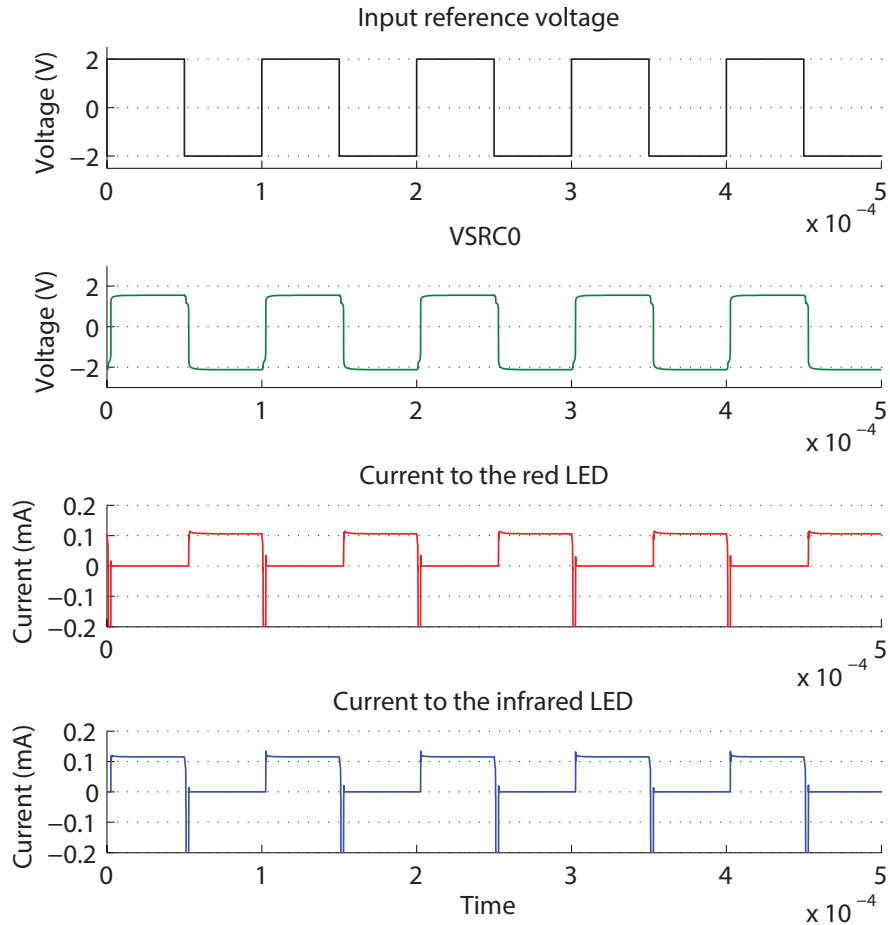 Input reference voltage
Voltage (V)
2
0
−2
0 1 2 3 4 5
x 10 −4
VSRC0
Voltage (V)
2
0
−2
0 1 2 3 4 5
x 10 −4
Current to the red LED
Current (mA)
0.2
0.1
0
−0.1
−0.2
0 5
x 10 −4
Current to the infrared LED
Current (mA)
0.2
0.1
0
−0.1
−0.2
0 1 2 3 4 5
Time
x 10 −4